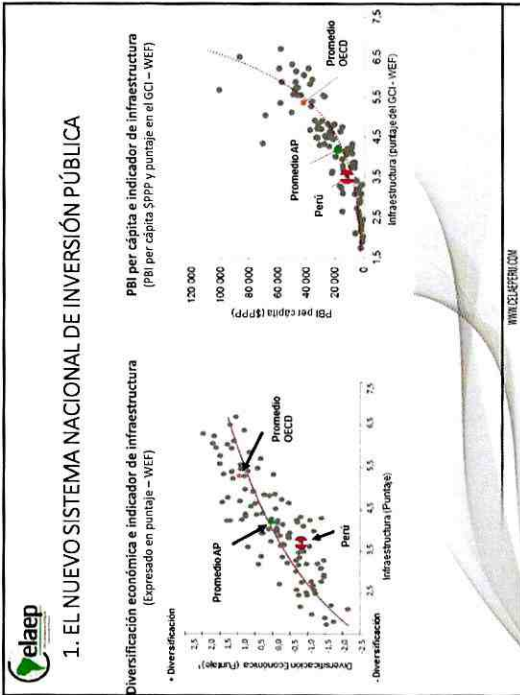 elaep
1. EL NUEVO SISTEMA NACIONAL DE INVERSIÓN PÚBLICA
Diversificación económica e indicador de infraestructura
(Expresado en puntaje – WEF)
+ Diversificación
2,5
2,0
1,5
1,0
0,5
0,0
-0,5
-1,0
-1,5
-2,0
-2,5
Diversificación Económica (Puntaje)¹
- Diversificación
Promedio AP
Promedio
OECD
Perú
2,5
3,5
4,5
5,5
6,5
7,5
Infraestructura (Puntaje)
PBI per cápita e indicador de infraestructura
(PBI per cápita $PPP y puntaje en el GCI – WEF)
120 000
100 000
80 000
60 000
40 000
20 000
0
PBI per cápita ($PPP)
Promedio AP
Perú
Promedio
OECD
1,5
2,5
3,5
4,5
5,5
6,5
7,5
Infraestructura (puntaje del GCI - WEF)
WWW.CELAEPPERU.COM